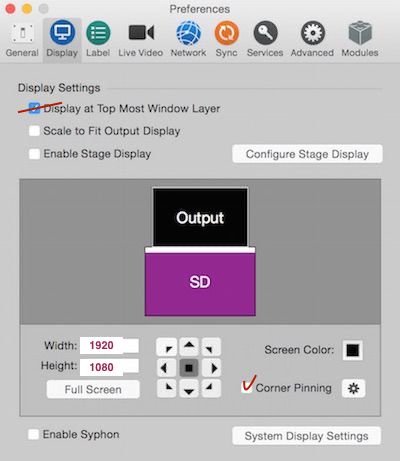 Preferences
General Display Label Live Video Network Sync Services Advanced Modules
Display Settings
Display at Top Most Window Layer
Scale to Fit Output Display
Enable Stage Display Configure Stage Display
Output
SD
Width: 1920 Screen Color:
Height: 1080
Full Screen Corner Pinning
Enable Syphon System Display Settings